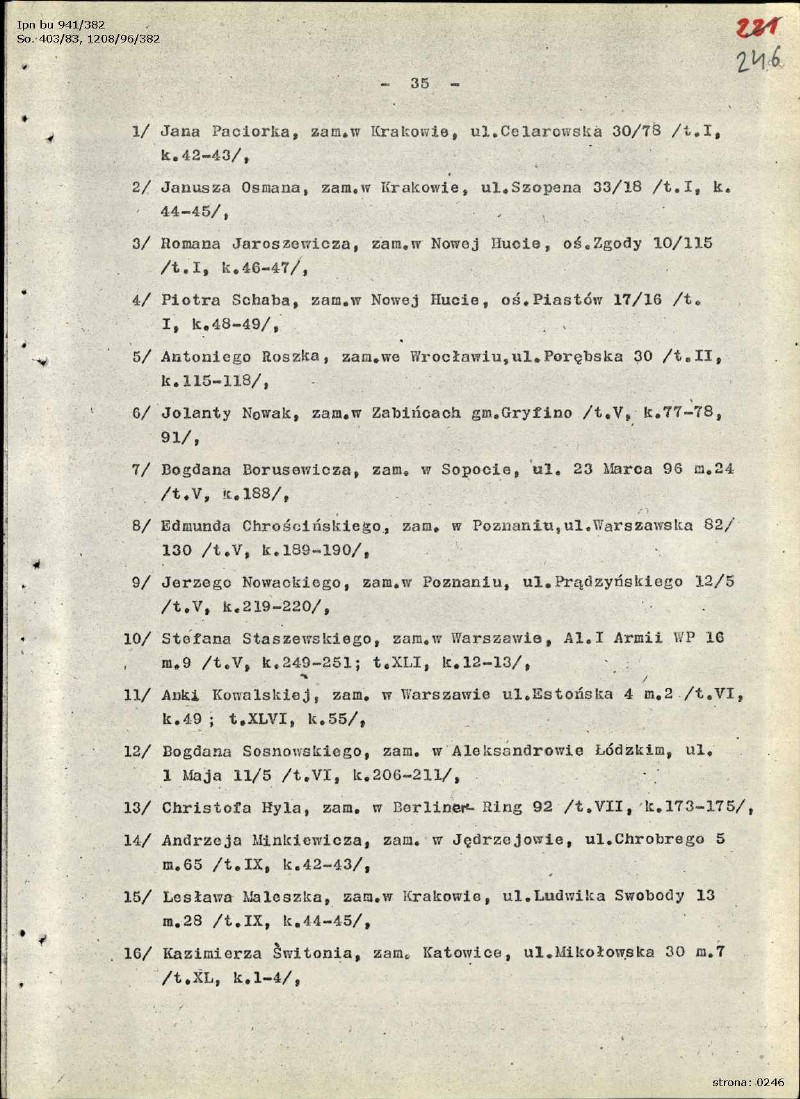 Ipn bu 941/382
So. 403/83, 1208/96/382
221
246
- 35 -
1/ Jana Paciorka, zam.w Krakowie, ul.Celarowska 30/78 /t.I,
k.42-43/,
2/ Janusza Osmana, zam.w Krakowie, ul.Szopena 33/18 /t.I, k.
44-45/,
3/ Romana Jaroszewicza, zam.w Nowej Hucie, oś.Zgody 10/115
/t.I, k.46-47/,
4/ Piotra Schaba, zam.w Nowej Hucie, oś.Piastów 17/16 /t.
I, k.48-49/,
5/ Antoniego Roszka, zam.we Wrocławiu,ul.Porębska 30 /t.II,
k.115-118/,
6/ Jolanty Nowak, zam.w Zabińcach gm.Gryfino /t.V, k.77-78,
91/,
7/ Bogdana Borusewicza, zam. w Sopocie, ul. 23 Marca 96 m.24
/t.V, k.188/,
8/ Edmunda Chrościńskiego, zam. w Poznaniu,ul.Warszawska 82/
130 /t.V, k.189-190/,
9/ Jerzego Nowackiego, zam.w Poznaniu, ul.Prądzyńskiego 12/5
/t.V, k.219-220/,
10/ Stefana Staszewskiego, zam.w Warszawie, Al.I Armii WP 16
m.9 /t.V, k.249-251; t.XLI, k.12-13/,
11/ Anki Kowalskiej, zam. w Warszawie ul.Estońska 4 m.2 /t.VI,
k.49 ; t.XLVI, k.55/,
12/ Bogdana Sosnowskiego, zam. w Aleksandrowie Łódzkim, ul.
1 Maja 11/5 /t.VI, k.206-211/,
13/ Christofa Hyla, zam. w Berliner Ring 92 /t.VII, k.173-175/,
14/ Andrzeja Minkiewicza, zam. w Jędrzejowie, ul.Chrobrego 5
m.65 /t.IX, k.42-43/,
15/ Lesława Maleszka, zam.w Krakowie, ul.Ludwika Swobody 13
m.28 /t.IX, k.44-45/,
16/ Kazimierza Świtonia, zam. Katowice, ul.Mikołowska 30 m.7
/t.XL, k.1-4/,
strona: 0246